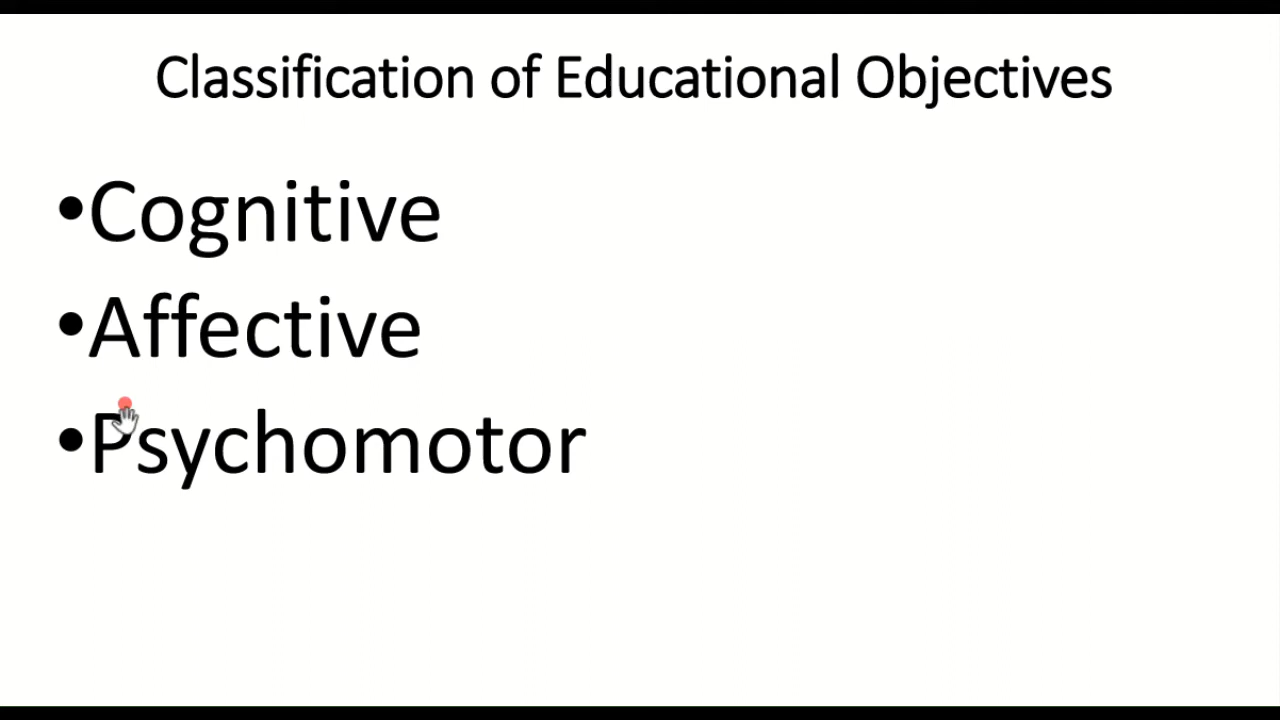 Classification of Educational Objectives
•Cognitive
•Affective
•Psychomotor